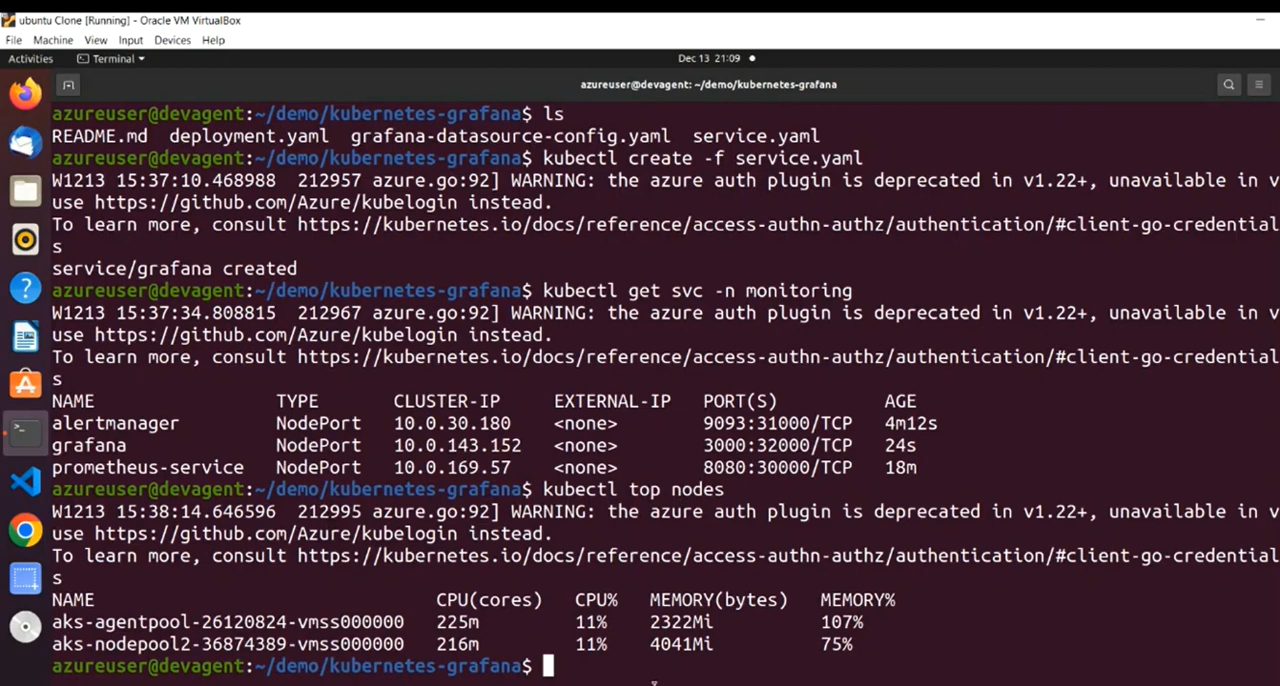 ubuntu Clone [Running] - Oracle VM VirtualBox
File Machine View Input Devices Help
Activities Terminal Dec 13 21:09
azureuser@devagent: ~/demo/kubernetes-grafana
azureuser@devagent:~/demo/kubernetes-grafana$ ls
README.md deployment.yaml grafana-datasource-config.yaml service.yaml
azureuser@devagent:~/demo/kubernetes-grafana$ kubectl create -f service.yaml
W1213 15:37:10.468988 212957 azure.go:92] WARNING: the azure auth plugin is deprecated in v1.22+, unavailable in v
use https://github.com/Azure/kubelogin instead.
To learn more, consult https://kubernetes.io/docs/reference/access-authn-authz/authentication/#client-go-credential
s
service/grafana created
azureuser@devagent:~/demo/kubernetes-grafana$ kubectl get svc -n monitoring
W1213 15:37:34.808815 212967 azure.go:92] WARNING: the azure auth plugin is deprecated in v1.22+, unavailable in v
use https://github.com/Azure/kubelogin instead.
To learn more, consult https://kubernetes.io/docs/reference/access-authn-authz/authentication/#client-go-credential
s
NAME TYPE CLUSTER-IP EXTERNAL-IP PORT(S) AGE
alertmanager NodePort 10.0.30.180 <none> 9093:31000/TCP 4m12s
grafana NodePort 10.0.143.152 <none> 3000:32000/TCP 24s
prometheus-service NodePort 10.0.169.57 <none> 8080:30000/TCP 18m
azureuser@devagent:~/demo/kubernetes-grafana$ kubectl top nodes
W1213 15:38:14.646596 212995 azure.go:92] WARNING: the azure auth plugin is deprecated in v1.22+, unavailable in v
use https://github.com/Azure/kubelogin instead.
To learn more, consult https://kubernetes.io/docs/reference/access-authn-authz/authentication/#client-go-credential
s
NAME CPU(cores) CPU% MEMORY(bytes) MEMORY%
aks-agentpool-26120824-vmss000000 225m 11% 2322Mi 107%
aks-nodepool2-36874389-vmss000000 216m 11% 4041Mi 75%
azureuser@devagent:~/demo/kubernetes-grafana$